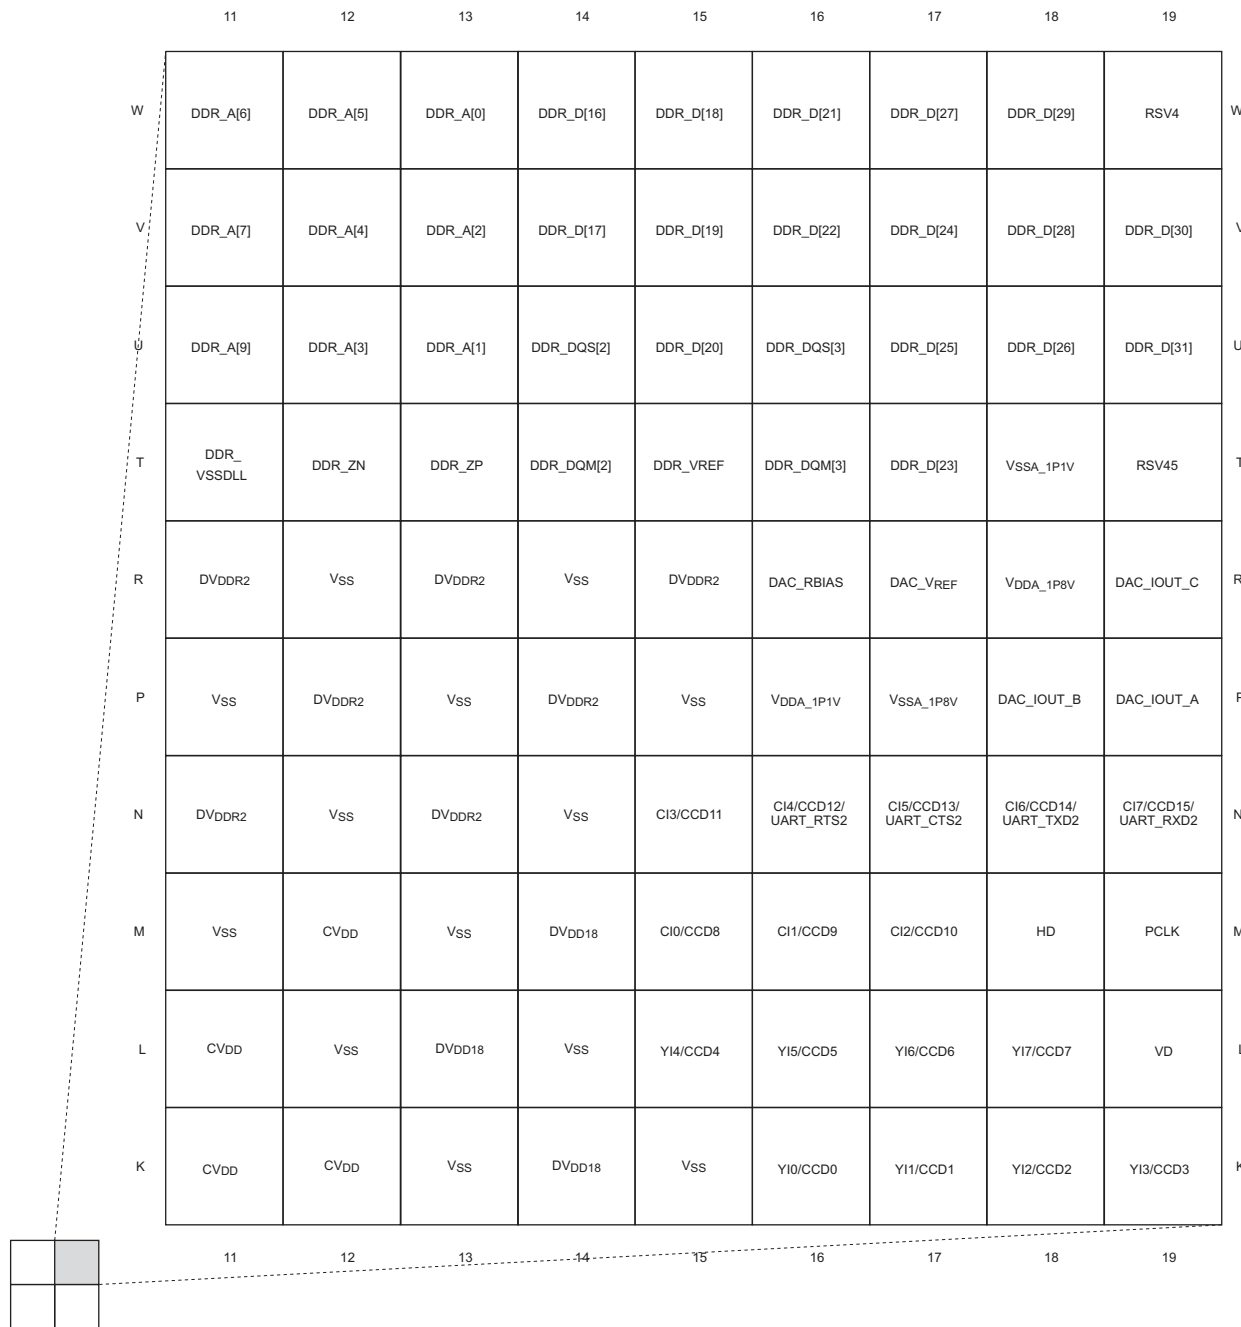 11 12 13 14 15 16 17 18 19
W DDR_A[6] DDR_A[5] DDR_A[0] DDR_D[16] DDR_D[18] DDR_D[21] DDR_D[27] DDR_D[29] RSV4 W
V DDR_A[7] DDR_A[4] DDR_A[2] DDR_D[17] DDR_D[19] DDR_D[22] DDR_D[24] DDR_D[28] DDR_D[30] V
U DDR_A[9] DDR_A[3] DDR_A[1] DDR_DQS[2] DDR_D[20] DDR_DQS[3] DDR_D[25] DDR_D[26] DDR_D[31] U
T DDR_VSSDLL DDR_ZN DDR_ZP DDR_DQM[2] DDR_VREF DDR_DQM[3] DDR_D[23] VSSA_1P1V RSV45 T
R DVDDR2 VSS DVDDR2 VSS DVDDR2 DAC_RBIAS DAC_VREF VDDA_1P8V DAC_IOUT_C R
P VSS DVDDR2 VSS DVDDR2 VSS VDDA_1P1V VSSA_1P8V DAC_IOUT_B DAC_IOUT_A P
N DVDDR2 VSS DVDDR2 VSS CI3/CCD11 CI4/CCD12/UART_RTS2 CI5/CCD13/UART_CTS2 CI6/CCD14/UART_TXD2 CI7/CCD15/UART_RXD2 N
M VSS CVDD VSS DVDD18 CI0/CCD8 CI1/CCD9 CI2/CCD10 HD PCLK M
L CVDD VSS DVDD18 VSS YI4/CCD4 YI5/CCD5 YI6/CCD6 YI7/CCD7 VD L
K CVDD CVDD VSS DVDD18 VSS YI0/CCD0 YI1/CCD1 YI2/CCD2 YI3/CCD3 K
11 12 13 14 15 16 17 18 19